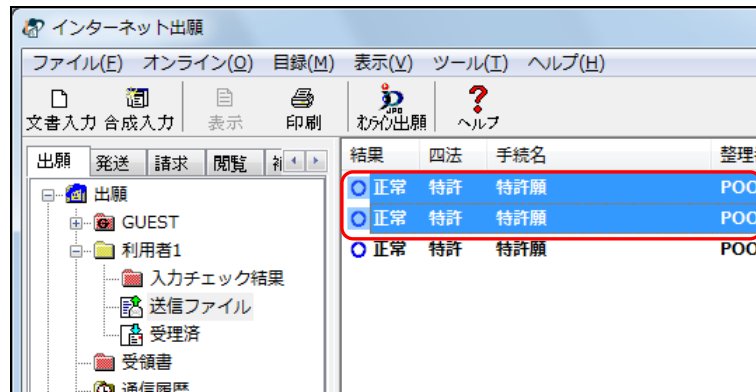 インターネット出願
ファイル(F) オンライン(O) 目録(M) 表示(V) ツール(T) ヘルプ(H)
文書入力 合成入力 表示 印刷 オンライン出願 ヘルプ
出願 発送 請求 閲覧
結果 四法 手続名
正常 特許 特許願
正常 特許 特許願
正常 特許 特許願
出願
GUEST
利用者1
入力チェック結果
送信ファイル
受理済
受領書
通信履歴